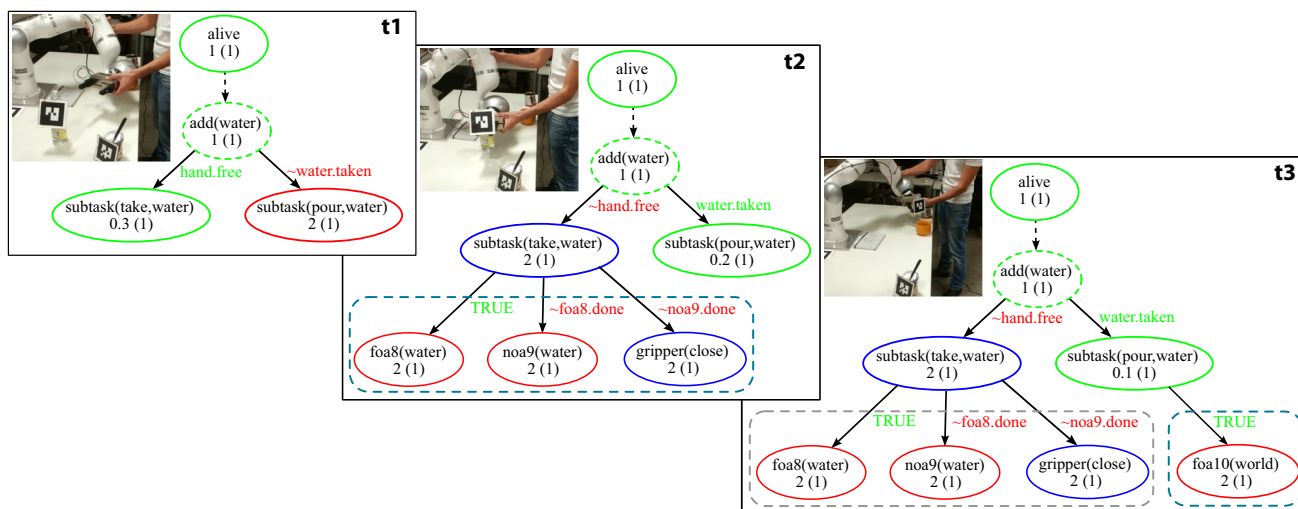 t1
alive
1 (1)
add(water)
1 (1)
hand.free
~water.taken
subtask(take,water)
0.3 (1)
subtask(pour,water)
2 (1)
t2
alive
1 (1)
add(water)
1 (1)
~hand.free
water.taken
subtask(take,water)
2 (1)
subtask(pour,water)
0.2 (1)
TRUE
~foa8.done
~noa9.done
foa8(water)
2 (1)
noa9(water)
2 (1)
gripper(close)
2 (1)
t3
alive
1 (1)
add(water)
1 (1)
~hand.free
water.taken
subtask(take,water)
2 (1)
subtask(pour,water)
0.1 (1)
TRUE
~foa8.done
~noa9.done
TRUE
foa8(water)
2 (1)
noa9(water)
2 (1)
gripper(close)
2 (1)
foa10(world)
2 (1)